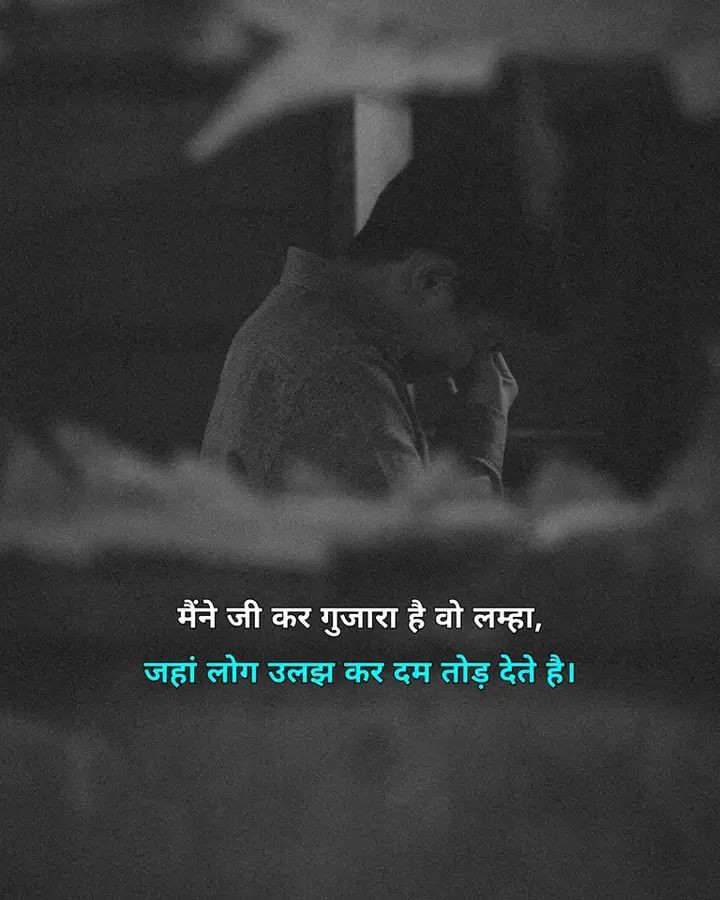 मैंने जी कर गुजारा है वो लम्हा,
जहां लोग उलझ कर दम तोड़ देते है।